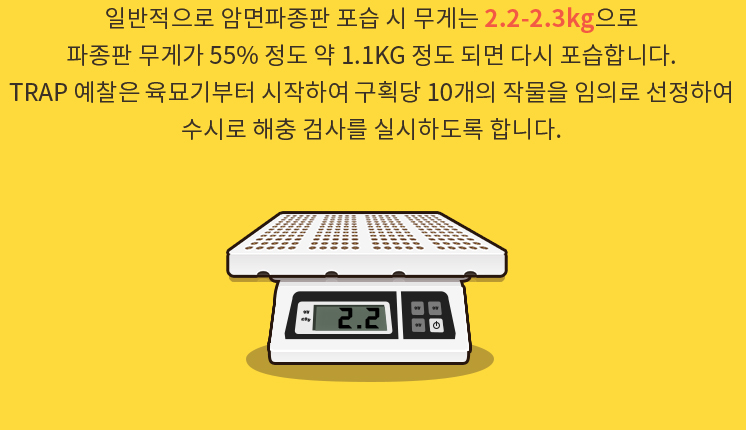 일반적으로 암면파종판 포습 시 무게는 2.2-2.3kg으로
파종판 무게가 55% 정도 약 1.1KG 정도 되면 다시 포습합니다.
TRAP 예찰은 육묘기부터 시작하여 구획당 10개의 작물을 임의로 선정하여
수시로 해충 검사를 실시하도록 합니다.
2.2